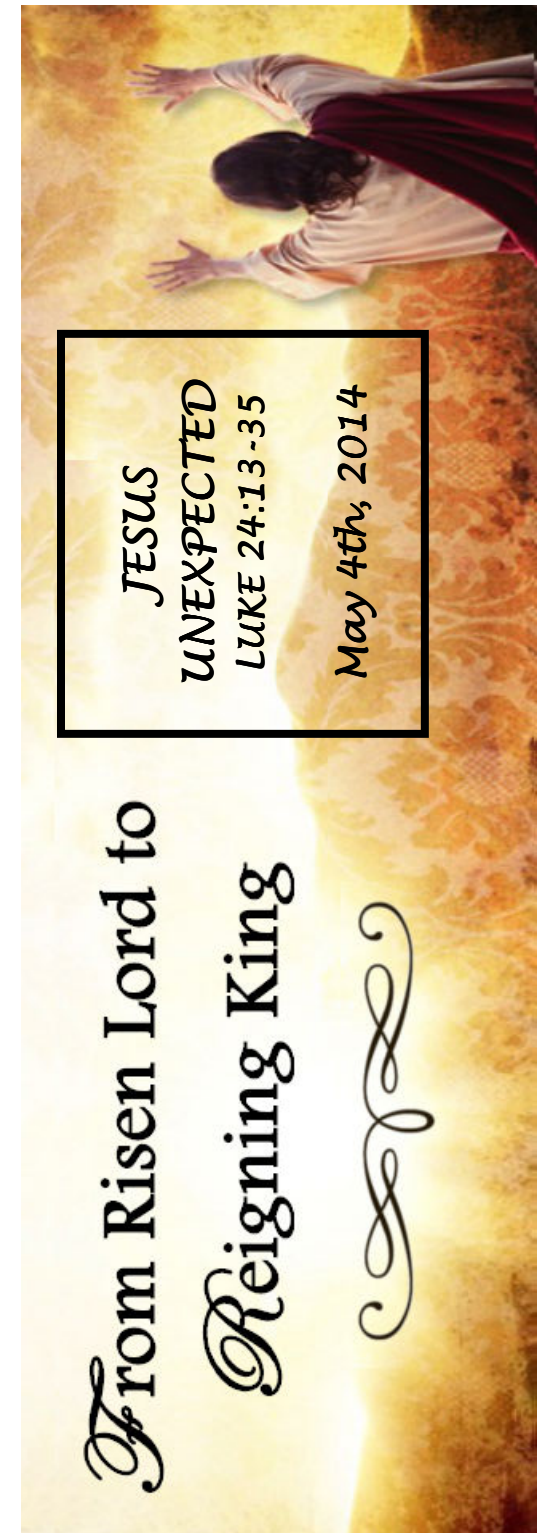 From Risen Lord to
Reigning King
JESUS
UNEXPECTED
LUKE 24:13-35
May 4th, 2014